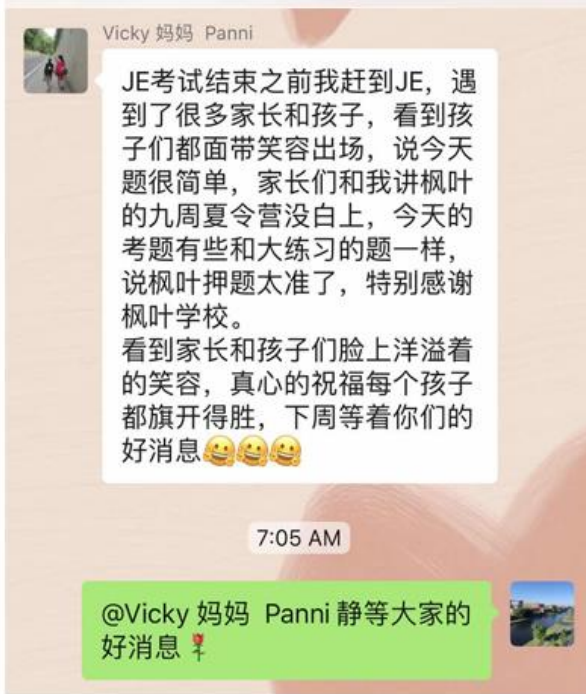 Vicky 妈妈 Panni
JE考试结束之前我赶到JE，遇
到了很多家长和孩子，看到孩
子们都面带笑容出场，说今天
题很简单，家长们和我讲枫叶
的九周夏令营没白上，今天的
考题有些和大练习的题一样，
说枫叶押题太准了，特别感谢
枫叶学校。
看到家长和孩子们脸上洋溢着
的笑容，真心的祝福每个孩子
都旗开得胜，下周等着你们的
好消息🤗🤗🤗
7:05 AM
@Vicky 妈妈 Panni 静等大家的
好消息🌹